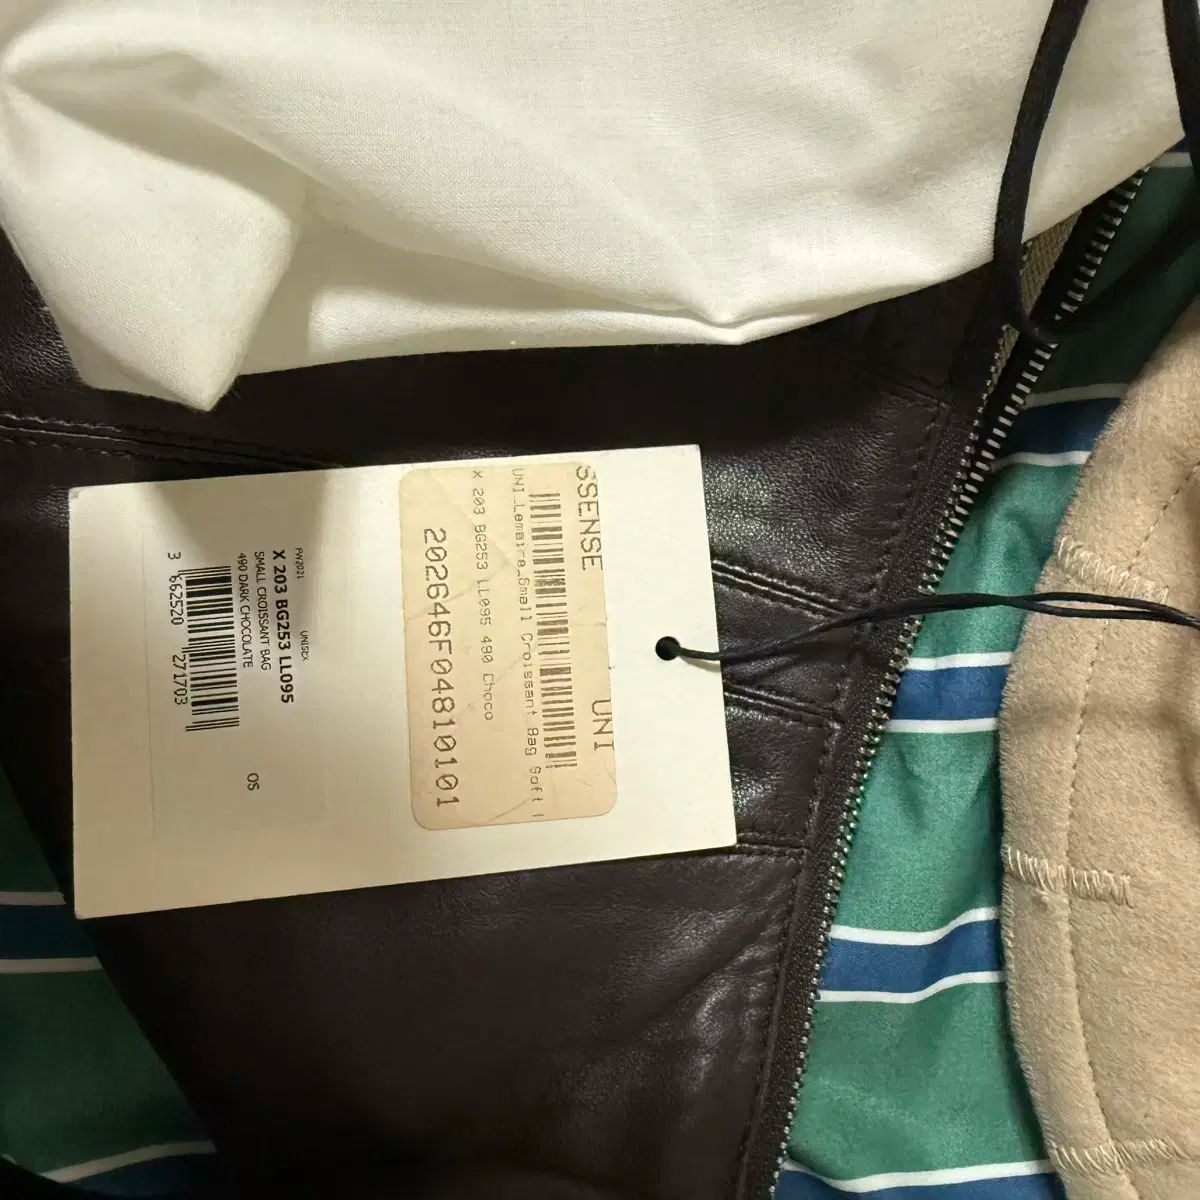 SSENSE UNI
UNI_Lemaire_Small Croissant Bag Soft
X 203 BG253 LL095 490 Choco
202646F04810101
FW2021 UNISEX
X 203 BG253 LL095
SMALL CROISSANT BAG
490 DARK CHOCOLATE OS
3 662520 271703